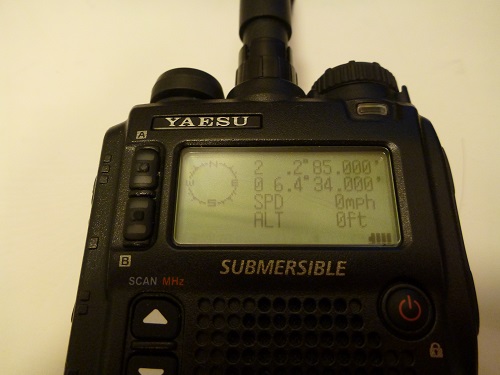 YAESU
A
N
2 .2°85.000'
E
0 6.4°34.000'
SPD 0mph
S
ALT 0ft
B
SUBMERSIBLE
SCAN MHz